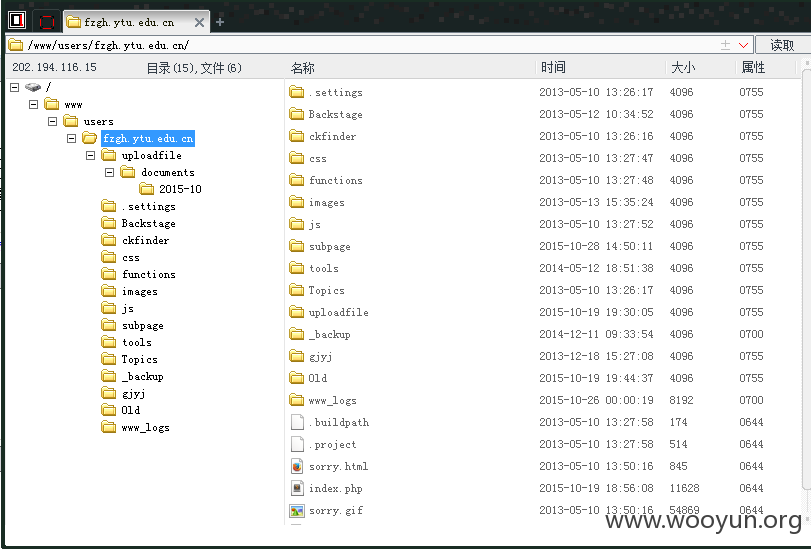 fzgh.ytu.edu.cn
/www/users/fzgh.ytu.edu.cn/
读取
202.194.116.15 目录(15),文件(6)
名称 时间 大小 属性
/
www
users
fzgh.ytu.edu.cn
uploadfile
documents
2015-10
.settings
Backstage
ckfinder
css
functions
images
js
subpage
tools
Topics
_backup
gjyj
Old
www_logs
.settings 2013-05-10 13:26:17 4096 0755
Backstage 2013-05-12 10:34:52 4096 0755
ckfinder 2013-05-10 13:26:16 4096 0755
css 2013-05-10 13:27:47 4096 0755
functions 2013-05-10 13:27:48 4096 0755
images 2013-05-13 15:35:24 4096 0755
js 2013-05-10 13:27:52 4096 0755
subpage 2015-10-28 14:50:11 4096 0755
tools 2014-05-12 18:51:38 4096 0755
Topics 2013-05-10 13:26:17 4096 0755
uploadfile 2015-10-19 19:30:05 4096 0755
_backup 2014-12-11 09:33:54 4096 0700
gjyj 2013-12-18 15:27:08 4096 0755
Old 2015-10-19 19:44:37 4096 0755
www_logs 2015-10-26 00:00:19 8192 0700
.buildpath 2013-05-10 13:27:58 174 0644
.project 2013-05-10 13:27:58 514 0644
sorry.html 2013-05-10 13:50:16 845 0644
index.php 2015-10-19 18:56:08 11628 0644
sorry.gif 2013-05-10 13:50:16 54869 0644
www.wooyun.org